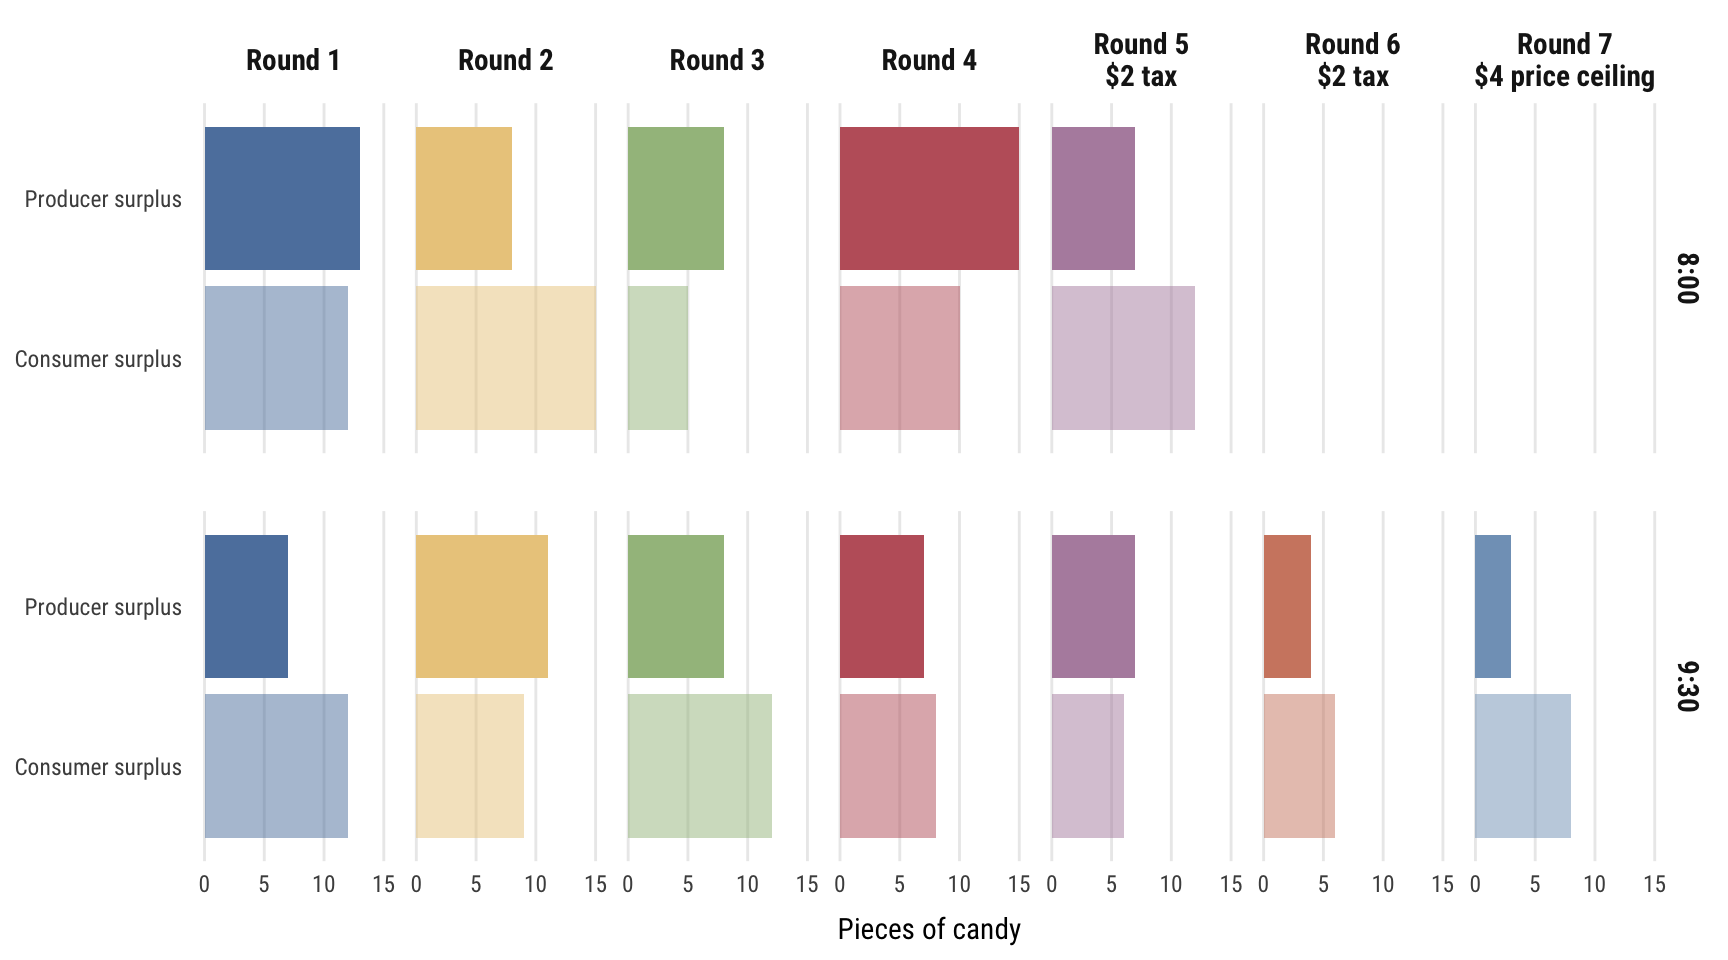 Round 1
Round 2
Round 3
Round 4
Round 5
$2 tax
Round 6
$2 tax
Round 7
$4 price ceiling
Producer surplus
Consumer surplus
8:00
Producer surplus
Consumer surplus
9:30
0 5 10 15 0 5 10 15 0 5 10 15 0 5 10 15 0 5 10 15 0 5 10 15 0 5 10 15
Pieces of candy